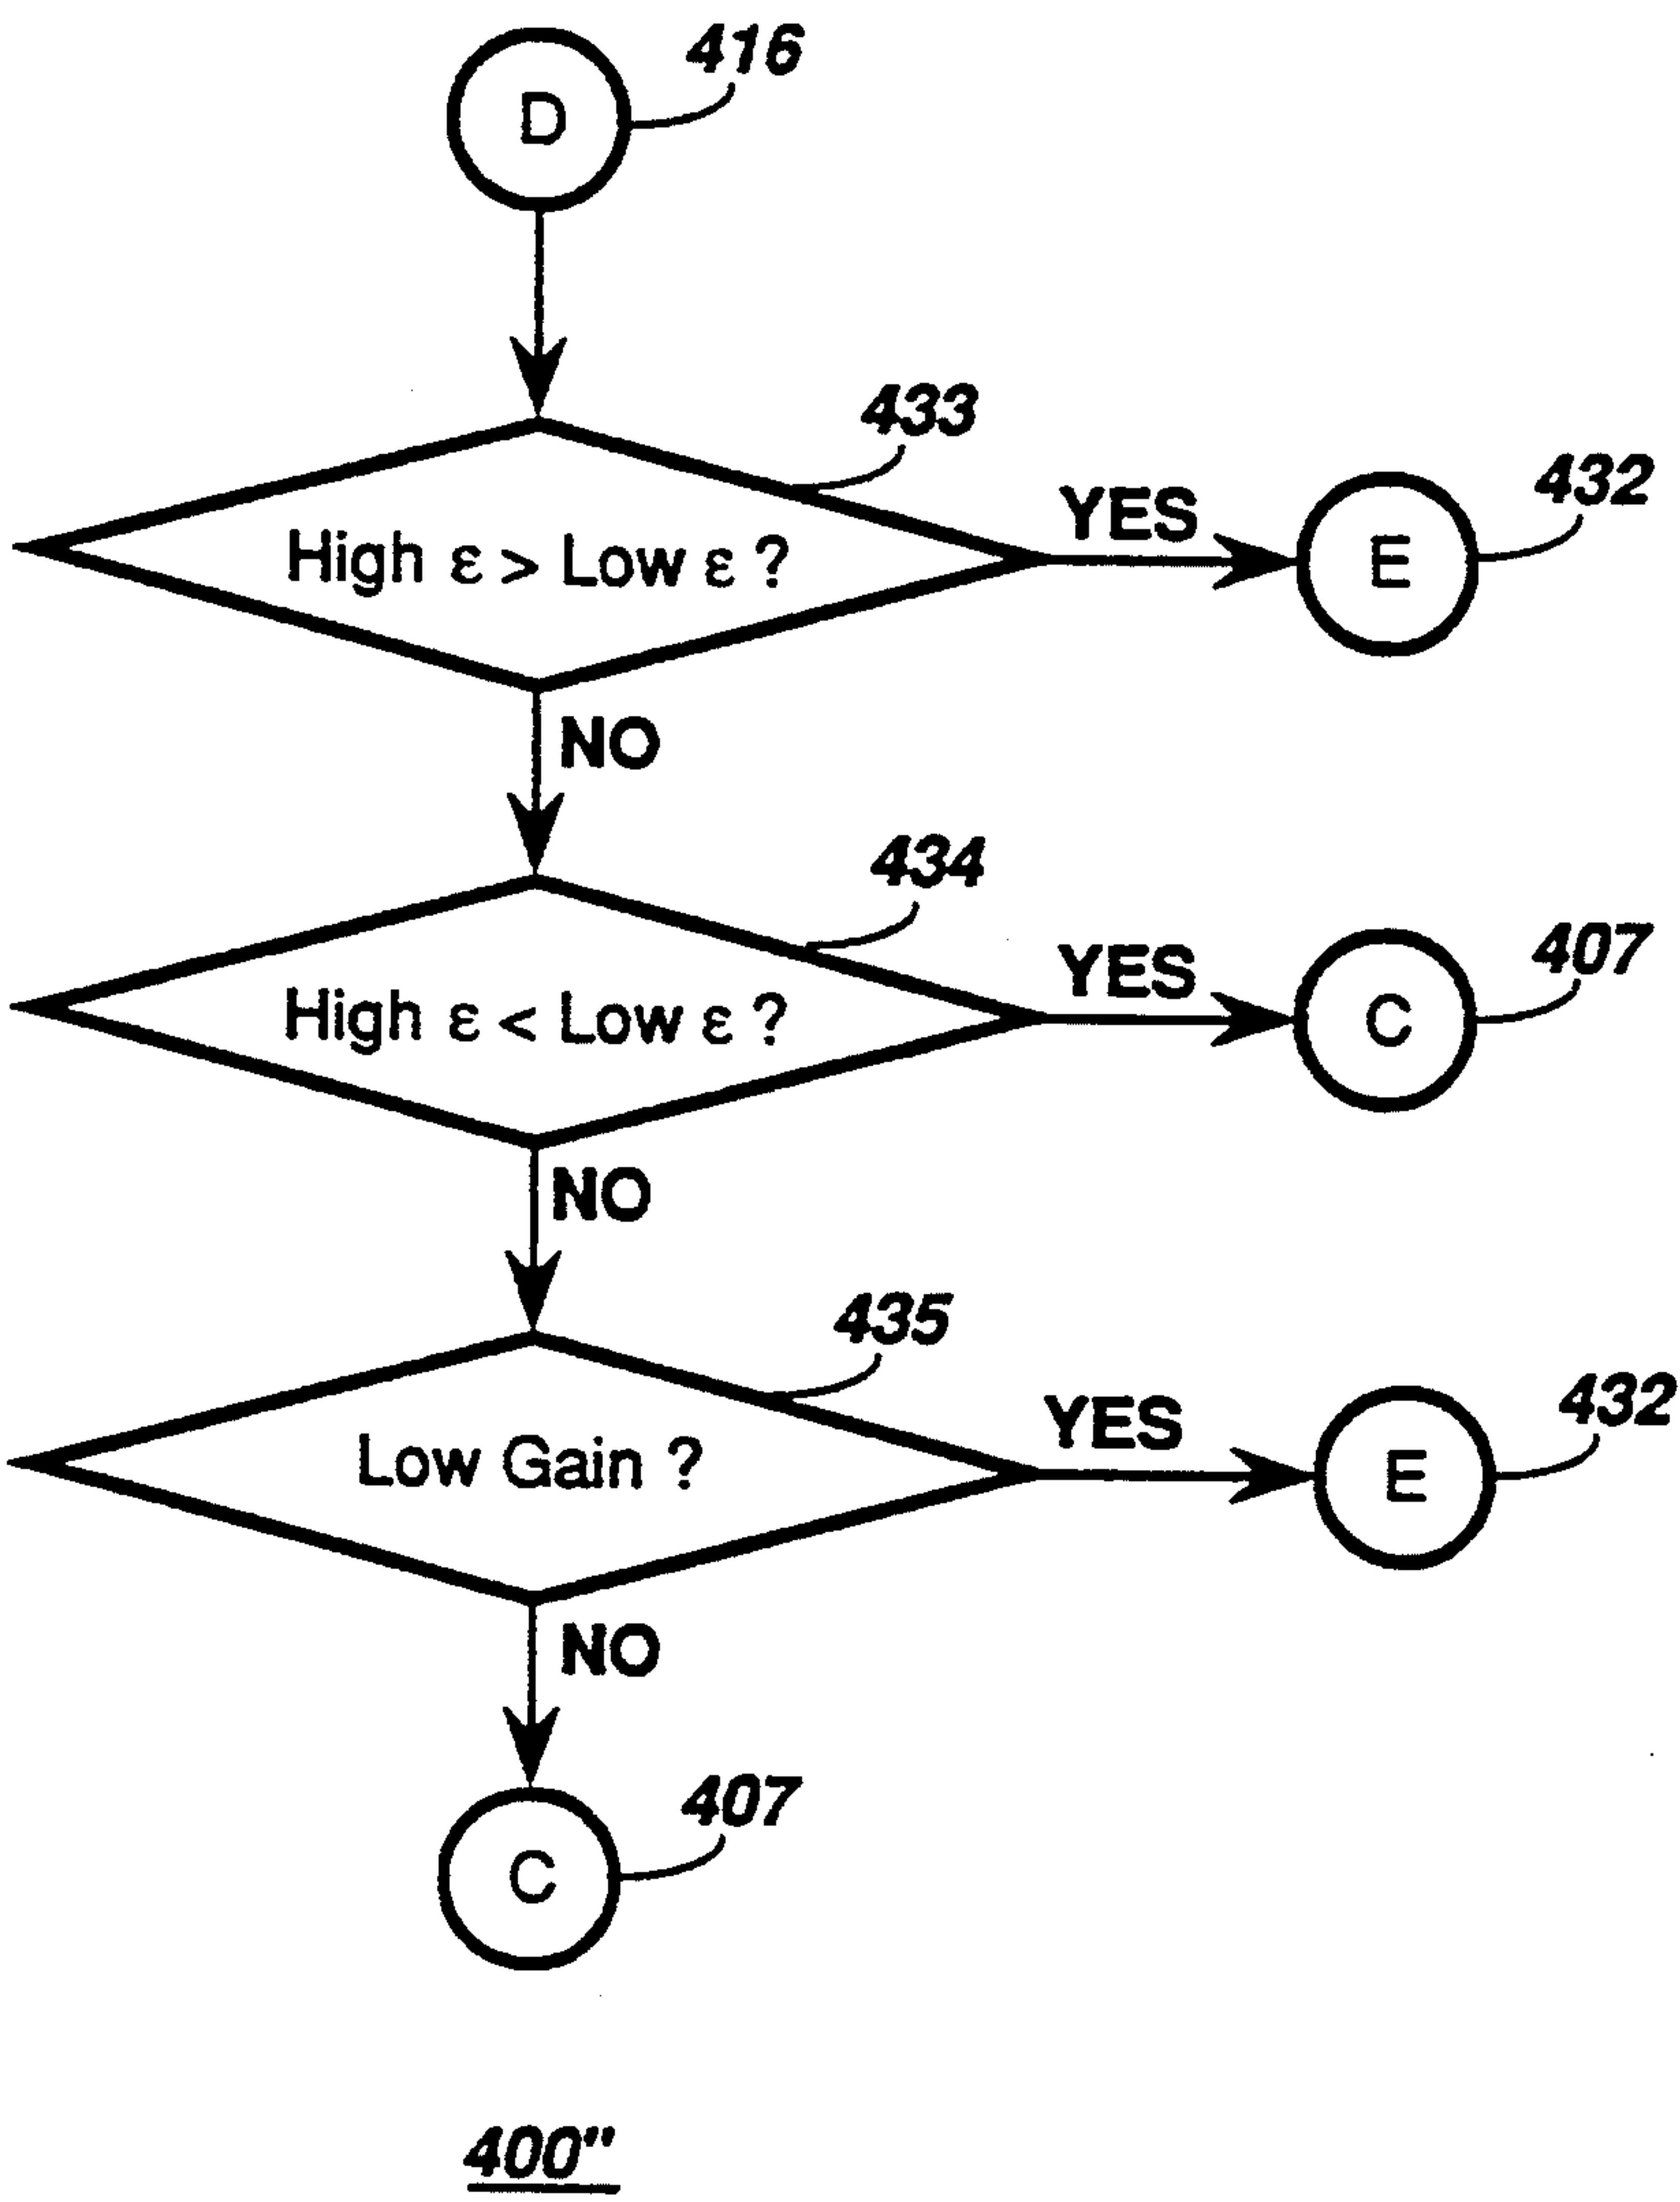 416
D
433
High ε > Low ε ?
YES
432
E
NO
434
High ε < Low ε ?
YES
407
C
NO
435
Low Gain ?
YES
432
E
NO
407
C
400"